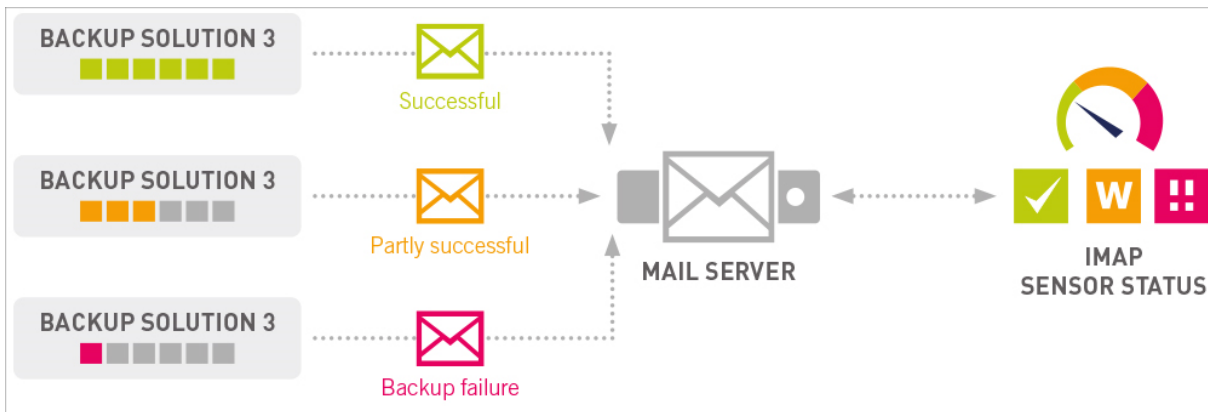 BACKUP SOLUTION 3
Successful
BACKUP SOLUTION 3
Partly successful
BACKUP SOLUTION 3
Backup failure
MAIL SERVER
W
IMAP
SENSOR STATUS